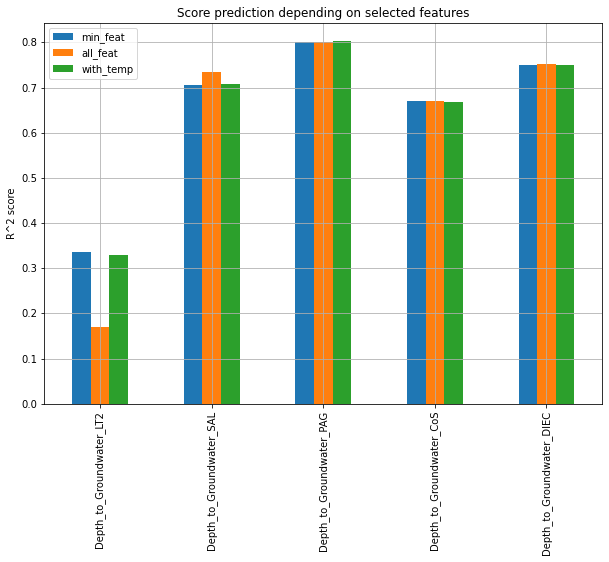 Score prediction depending on selected features
min_feat
all_feat
with_temp
R^2 score
0.8
0.7
0.6
0.5
0.4
0.3
0.2
0.1
0.0
Depth_to_Groundwater_LT2
Depth_to_Groundwater_SAL
Depth_to_Groundwater_PAG
Depth_to_Groundwater_CoS
Depth_to_Groundwater_DIEC